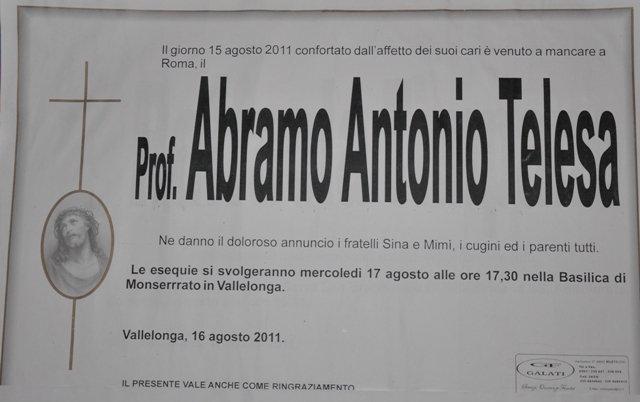 Il giorno 15 agosto 2011 confortato dall'affetto dei suoi cari è venuto a mancare a
Roma, il
Prof. Abramo Antonio Telesa
Ne danno il doloroso annuncio i fratelli Sina e Mimì, i cugini ed i parenti tutti.
Le esequie si svolgeranno mercoledi 17 agosto alle ore 17,30 nella Basilica di
Monserrrato in Vallelonga.
Vallelonga, 16 agosto 2011.
IL PRESENTE VALE ANCHE COME RINGRAZIAMENTO
GF
GALATI